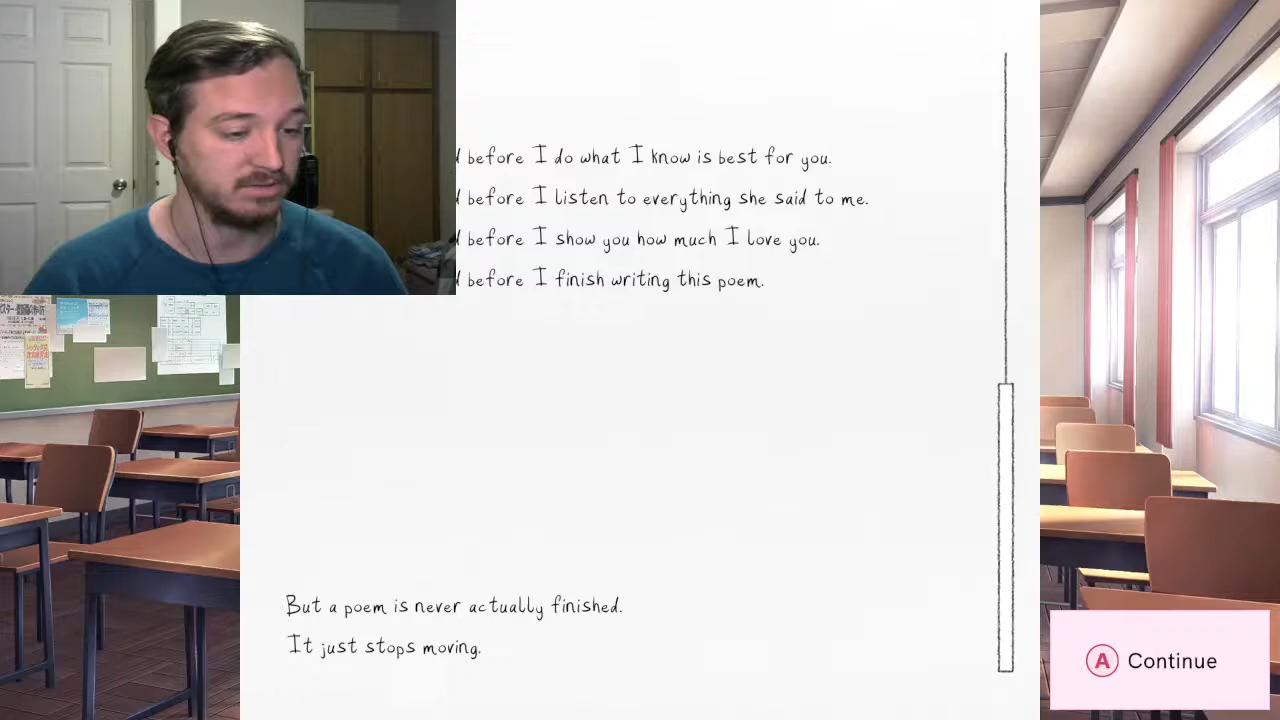 before I do what I know is best for you.
before I listen to everything she said to me.
before I show you how much I love you.
before I finish writing this poem.
But a poem is never actually finished.
It just stops moving.
A Continue